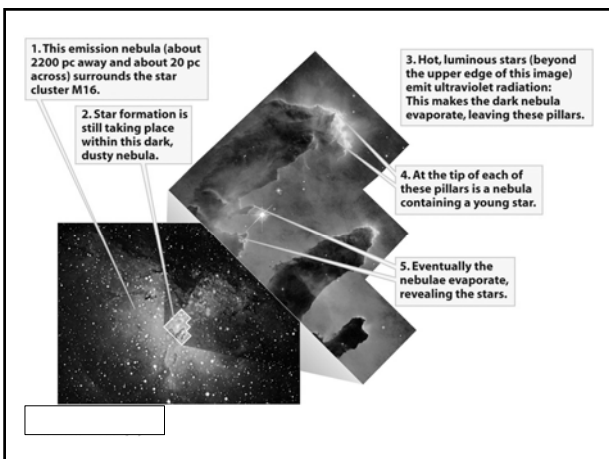 1. This emission nebula (about
2200 pc away and about 20 pc
across) surrounds the star
cluster M16.
2. Star formation is
still taking place
within this dark,
dusty nebula.
3. Hot, luminous stars (beyond
the upper edge of this image)
emit ultraviolet radiation:
This makes the dark nebula
evaporate, leaving these pillars.
4. At the tip of each of
these pillars is a nebula
containing a young star.
5. Eventually the
nebulae evaporate,
revealing the stars.